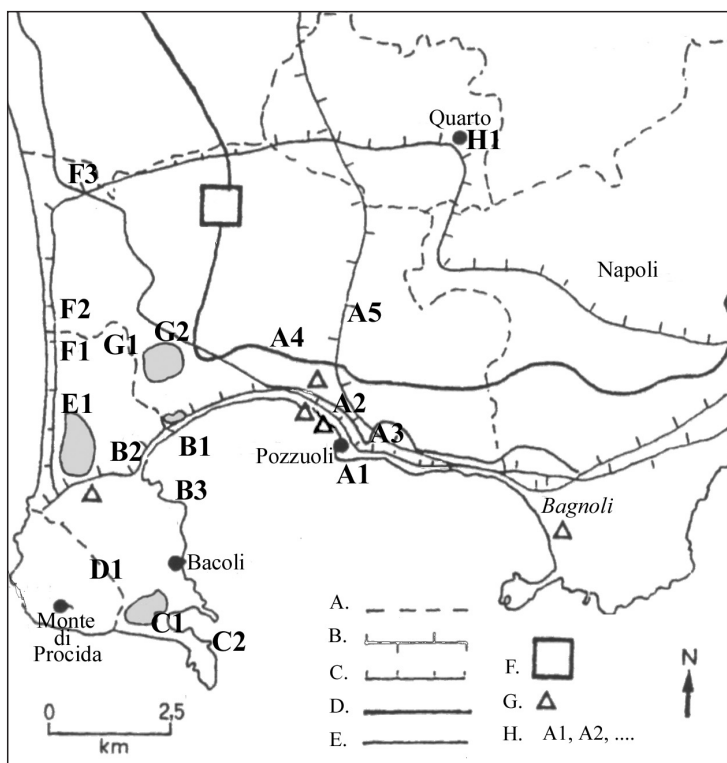 Quarto
H1
F3
Napoli
F2
A5
G1
G2
F1
A4
E1
A2
B2
B1
A3
Pozzuoli
A1
B3
Bagnoli
Bacoli
D1
C1
Monte
di
Procida
C2
A.
B.
C.
D.
E.
F.
G.
H. A1, A2, ....
N
0 2,5
km